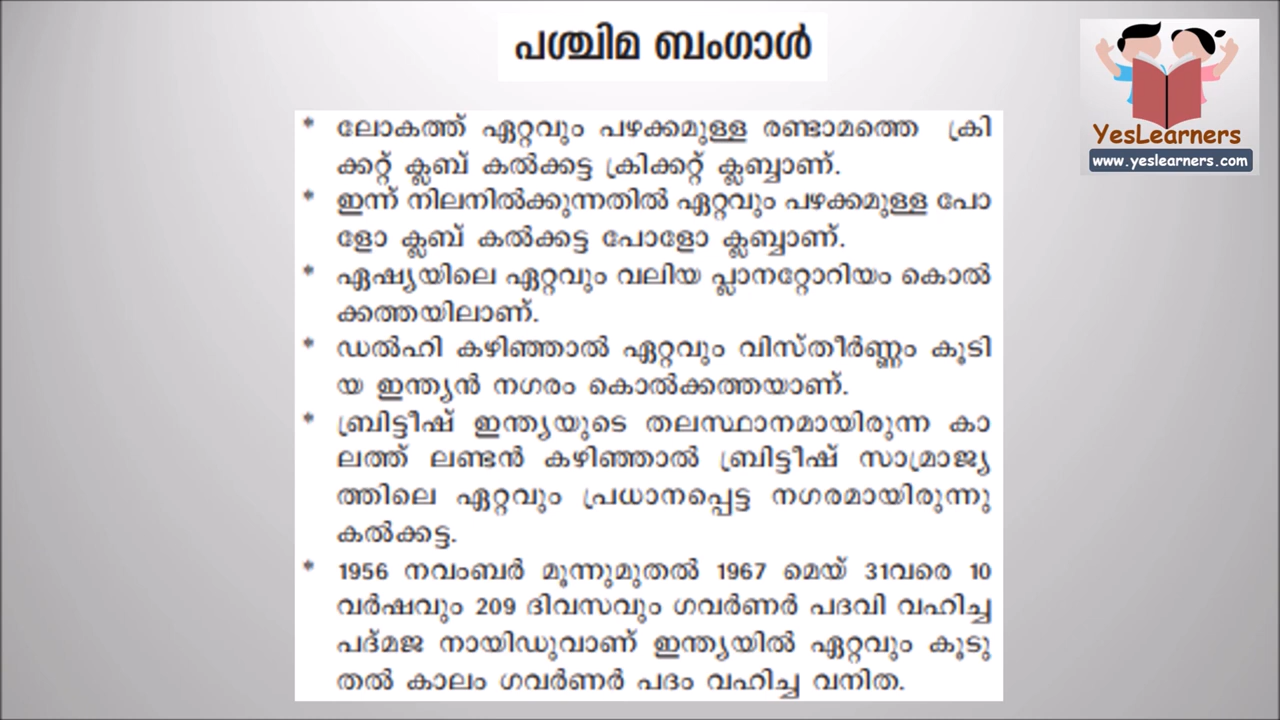 പശ്ചിമ ബംഗാൾ
YesLearners
www.yeslearners.com
* ലോകത്ത് ഏറ്റവും പഴക്കമുള്ള രണ്ടാമത്തെ ക്രി
ക്കറ്റ് ക്ലബ് കൽക്കട്ട ക്രിക്കറ്റ് ക്ലബ്ബാണ്.
* ഇന്ന് നിലനിൽക്കുന്നതിൽ ഏറ്റവും പഴക്കമുള്ള പോ
ളോ ക്ലബ് കൽക്കട്ട പോളോ ക്ലബ്ബാണ്.
* ഏഷ്യയിലെ ഏറ്റവും വലിയ പ്ലാനറ്റോറിയം കൊൽ
ക്കത്തയിലാണ്.
* ഡൽഹി കഴിഞ്ഞാൽ ഏറ്റവും വിസ്തീർണ്ണം കൂടി
യ ഇന്ത്യൻ നഗരം കൊൽക്കത്തയാണ്.
* ബ്രിട്ടീഷ് ഇന്ത്യയുടെ തലസ്ഥാനമായിരുന്ന കാ
ലത്ത് ലണ്ടൻ കഴിഞ്ഞാൽ ബ്രിട്ടീഷ് സാമ്രാജ്യ
ത്തിലെ ഏറ്റവും പ്രധാനപ്പെട്ട നഗരമായിരുന്നു
കൽക്കട്ട.
* 1956 നവംബർ മൂന്നുമുതൽ 1967 മെയ് 31വരെ 10
വർഷവും 209 ദിവസവും ഗവർണർ പദവി വഹിച്ച
പദ്മജ നായിഡുവാണ് ഇന്ത്യയിൽ ഏറ്റവും കൂടു
തൽ കാലം ഗവർണർ പദം വഹിച്ച വനിത.